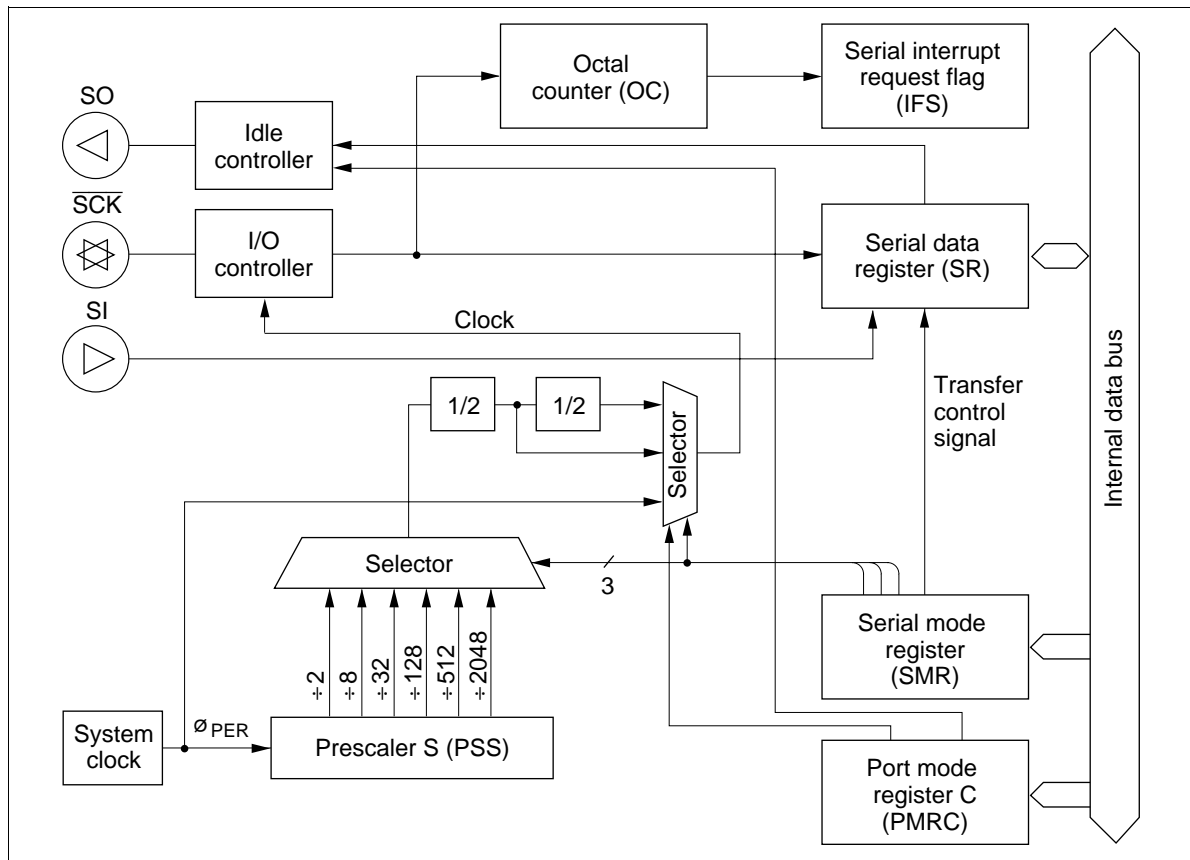 Octal
counter (OC)
Serial interrupt
request flag
(IFS)
SO
Idle
controller
SCK
I/O
controller
Serial data
register (SR)
SI
Clock
1/2
1/2
Selector
Transfer
control
signal
Internal data bus
Selector
3
Serial mode
register
(SMR)
÷2
÷8
÷32
÷128
÷512
÷2048
System
clock
ø PER
Prescaler S (PSS)
Port mode
register C
(PMRC)